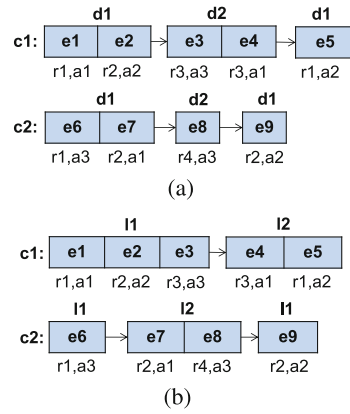 d1 d2 d1
c1: e1 e2 e3 e4 e5
r1,a1 r2,a2 r3,a3 r3,a1 r1,a2
d1 d2 d1
c2: e6 e7 e8 e9
r1,a3 r2,a1 r4,a3 r2,a2
(a)
l1 l2
c1: e1 e2 e3 e4 e5
r1,a1 r2,a2 r3,a3 r3,a1 r1,a2
l1 l2 l1
c2: e6 e7 e8 e9
r1,a3 r2,a1 r4,a3 r2,a2
(b)